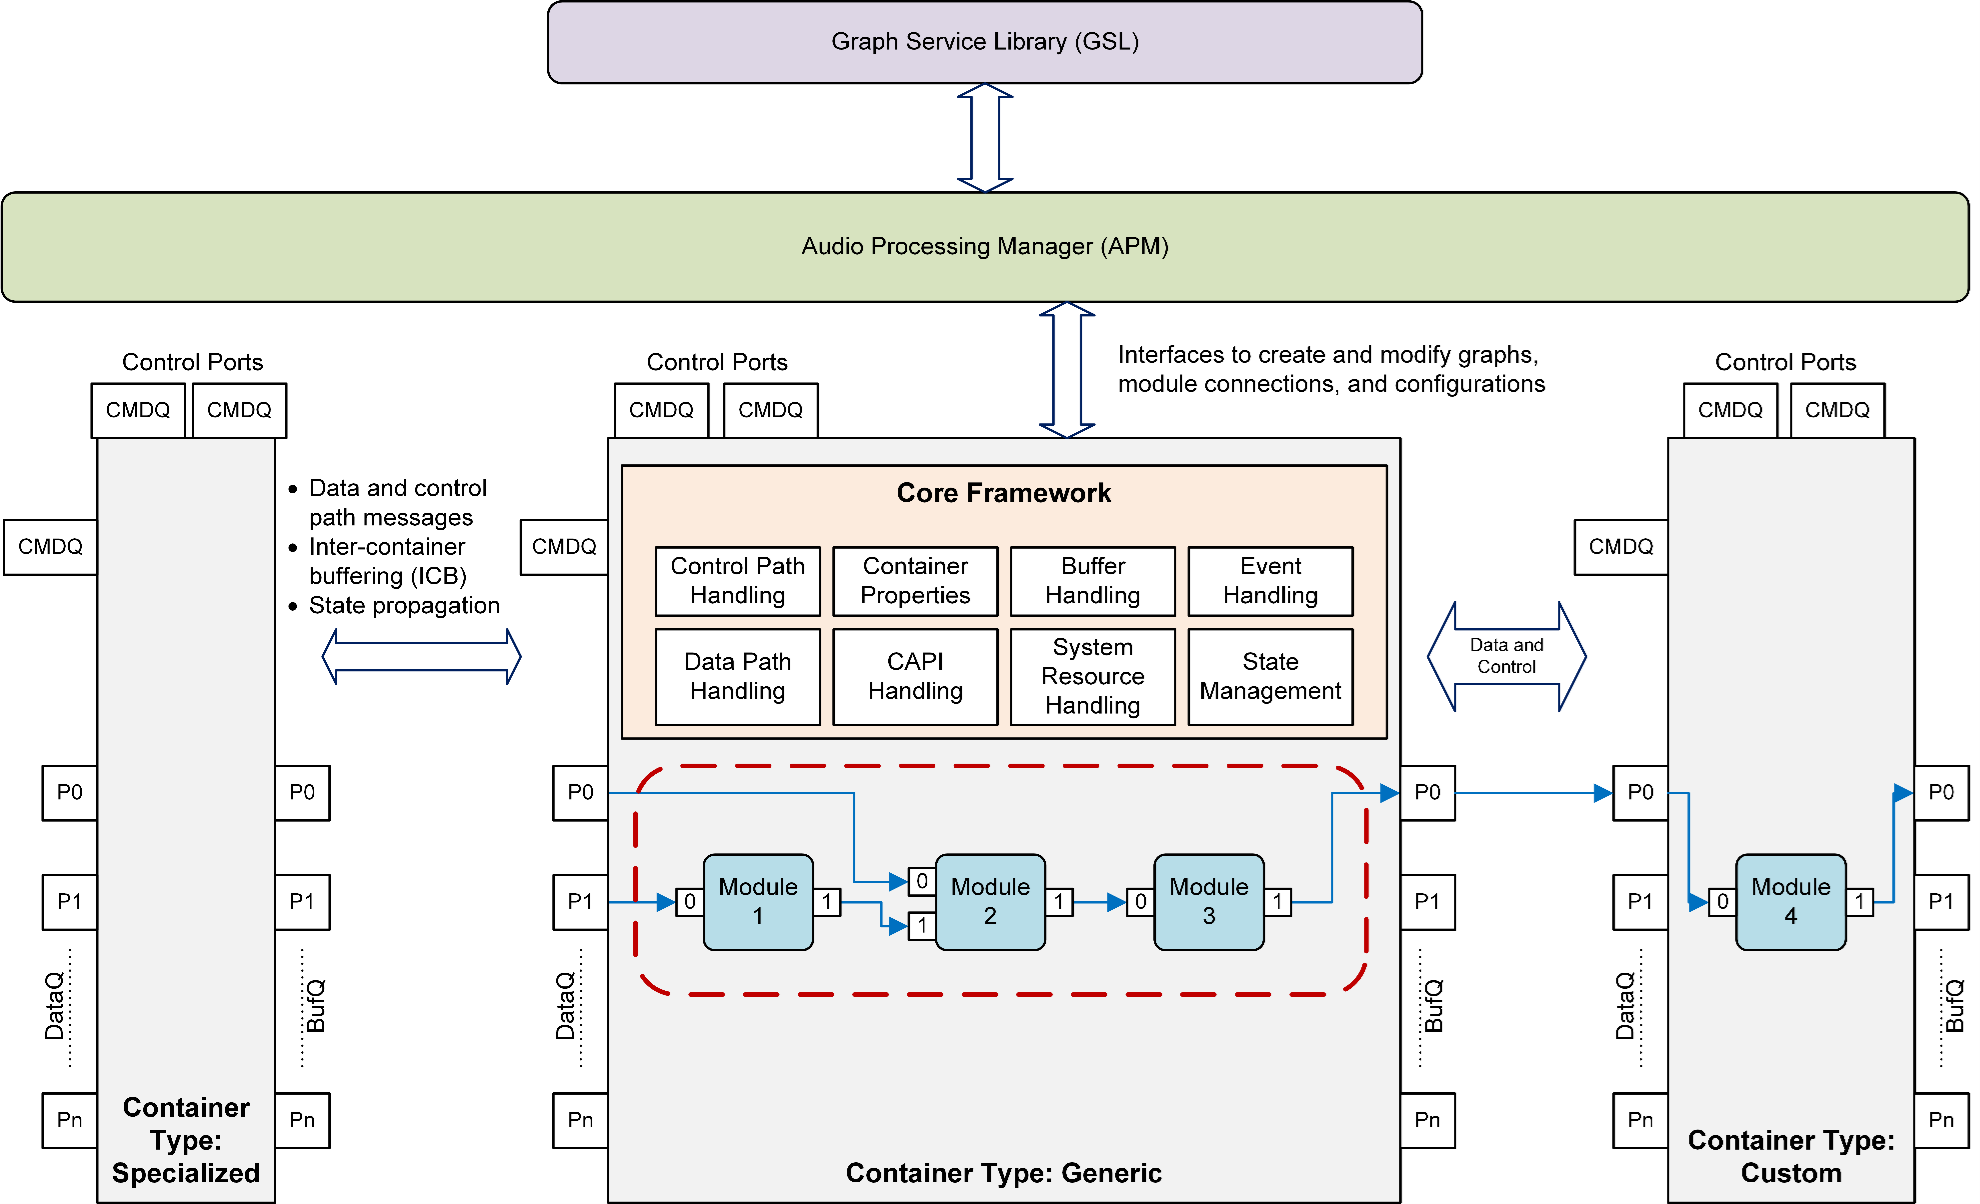 Graph Service Library (GSL)
Audio Processing Manager (APM)
Interfaces to create and modify graphs,
module connections, and configurations
Control Ports
CMDQ
CMDQ
CMDQ
• Data and control
path messages
• Inter-container
buffering (ICB)
• State propagation
P0
P1
DataQ
Pn
P0
P1
BufQ
Pn
Container
Type:
Specialized
Control Ports
CMDQ
CMDQ
CMDQ
Core Framework
Control Path
Handling
Container
Properties
Buffer
Handling
Event
Handling
Data Path
Handling
CAPI
Handling
System
Resource
Handling
State
Management
P0
P1
DataQ
Pn
0
Module
1
1
0
1
Module
2
1
0
Module
3
1
P0
P1
BufQ
Pn
Container Type: Generic
Data and
Control
Control Ports
CMDQ
CMDQ
CMDQ
P0
P1
DataQ
Pn
0
Module
4
1
P0
P1
BufQ
Pn
Container Type:
Custom